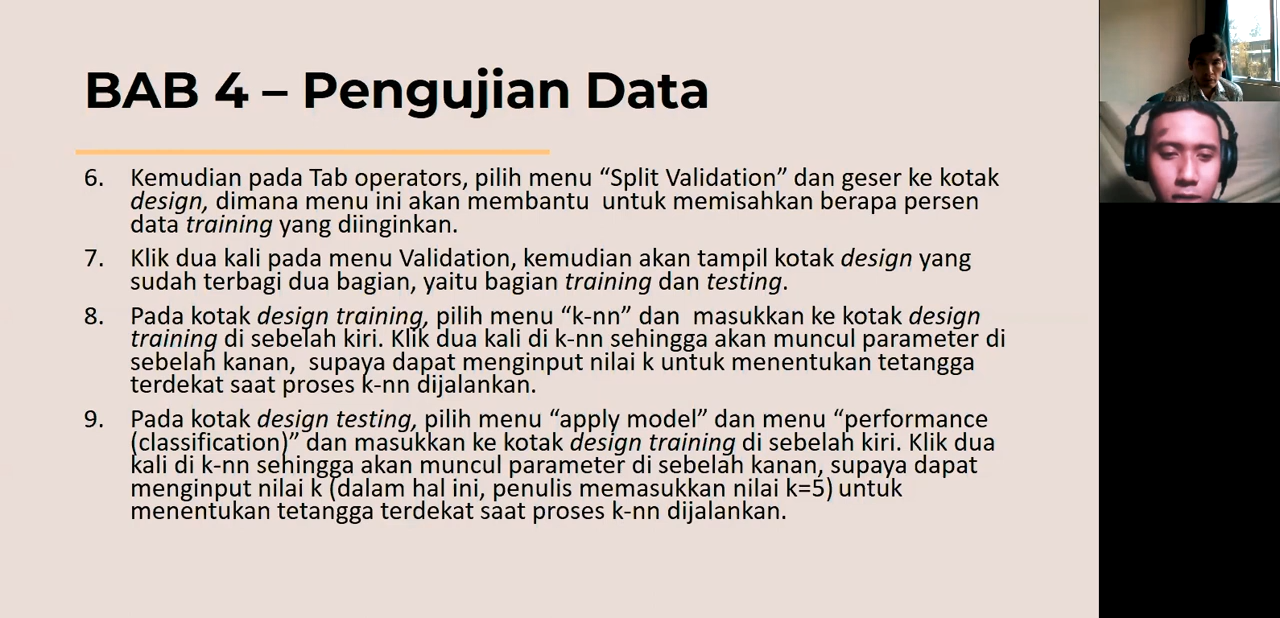 BAB 4 – Pengujian Data
6. Kemudian pada Tab operators, pilih menu “Split Validation” dan geser ke kotak
design, dimana menu ini akan membantu  untuk memisahkan berapa persen
data training yang diinginkan.
7. Klik dua kali pada menu Validation, kemudian akan tampil kotak design yang
sudah terbagi dua bagian, yaitu bagian training dan testing.
8. Pada kotak design training, pilih menu “k-nn” dan  masukkan ke kotak design
training di sebelah kiri. Klik dua kali di k-nn sehingga akan muncul parameter di
sebelah kanan,  supaya dapat menginput nilai k untuk menentukan tetangga
terdekat saat proses k-nn dijalankan.
9. Pada kotak design testing, pilih menu “apply model” dan menu “performance
(classification)” dan masukkan ke kotak design training di sebelah kiri. Klik dua
kali di k-nn sehingga akan muncul parameter di sebelah kanan, supaya dapat
menginput nilai k (dalam hal ini, penulis memasukkan nilai k=5) untuk
menentukan tetangga terdekat saat proses k-nn dijalankan.